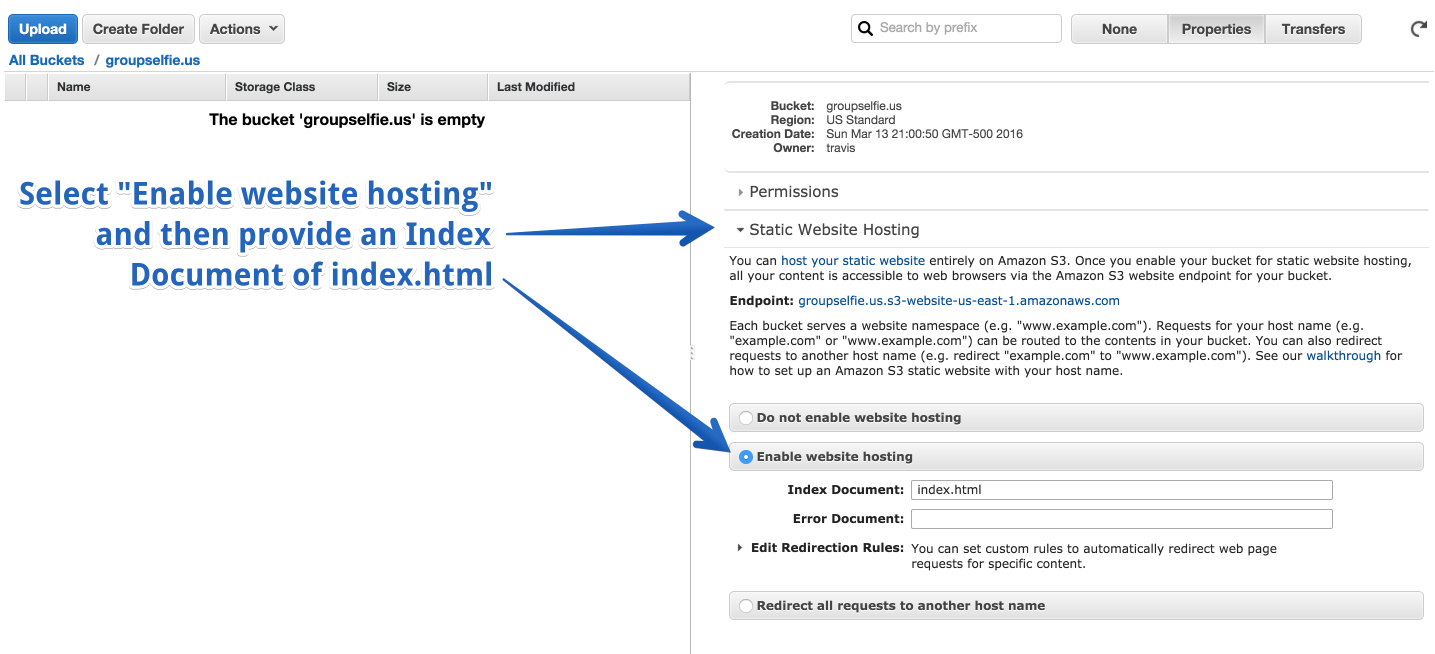 Upload Create Folder Actions Search by prefix None Properties Transfers
All Buckets / groupselfie.us
Name Storage Class Size Last Modified
The bucket 'groupselfie.us' is empty
Select "Enable website hosting"
and then provide an Index
Document of index.html
Bucket: groupselfie.us
Region: US Standard
Creation Date: Sun Mar 13 21:00:50 GMT-500 2016
Owner: travis
Permissions
Static Website Hosting
You can host your static website entirely on Amazon S3. Once you enable your bucket for static website hosting,
all your content is accessible to web browsers via the Amazon S3 website endpoint for your bucket.
Endpoint: groupselfie.us.s3-website-us-east-1.amazonaws.com
Each bucket serves a website namespace (e.g. "www.example.com"). Requests for your host name (e.g.
"example.com" or "www.example.com") can be routed to the contents in your bucket. You can also redirect
requests to another host name (e.g. redirect "example.com" to "www.example.com"). See our walkthrough for
how to set up an Amazon S3 static website with your host name.
Do not enable website hosting
Enable website hosting
Index Document: index.html
Error Document:
Edit Redirection Rules: You can set custom rules to automatically redirect web page
requests for specific content.
Redirect all requests to another host name